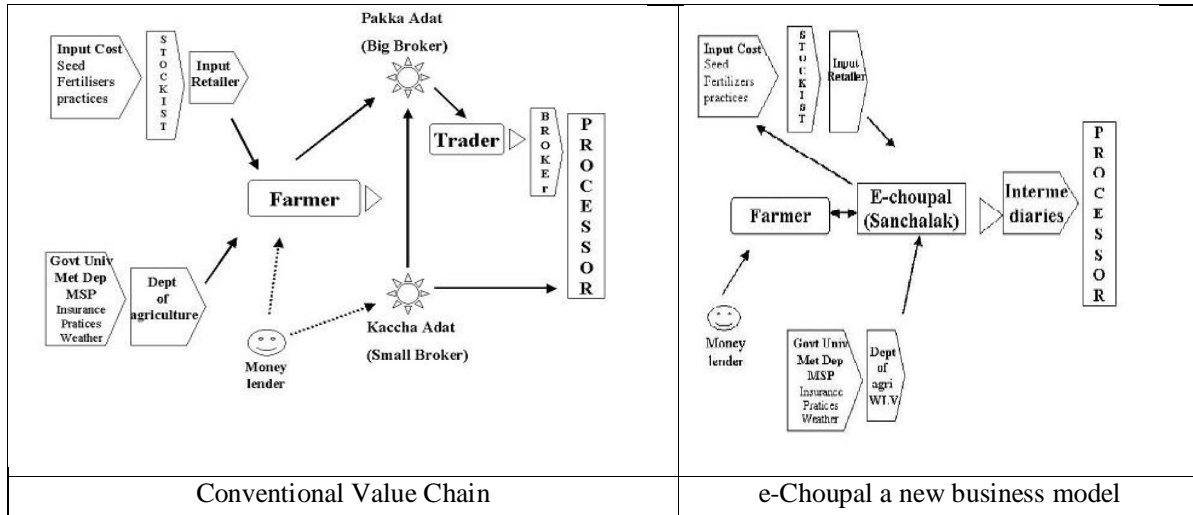 Pakka Adat
(Big Broker)
Input Cost
Seed
Fertilisers
practices
STOCKIST
Input
Retailer
Trader
BROKEr
PROCESSOR
Farmer
Govt Univ
Met Dep
MSP
Insurance
Pratices
Weather
Dept
of
agriculture
Money
lender
Kaccha Adat
(Small Broker)
Conventional Value Chain
Input Cost
Seed
Fertilizers
practices
STOCKIST
Input
Retailer
Farmer
E-choupal
(Sanchalak)
Interme
diaries
PROCESSOR
Money
lender
Govt Univ
Met Dep
MSP
Insurance
Pratices
Weather
Dept
of
agri
WLV
e-Choupal a new business model